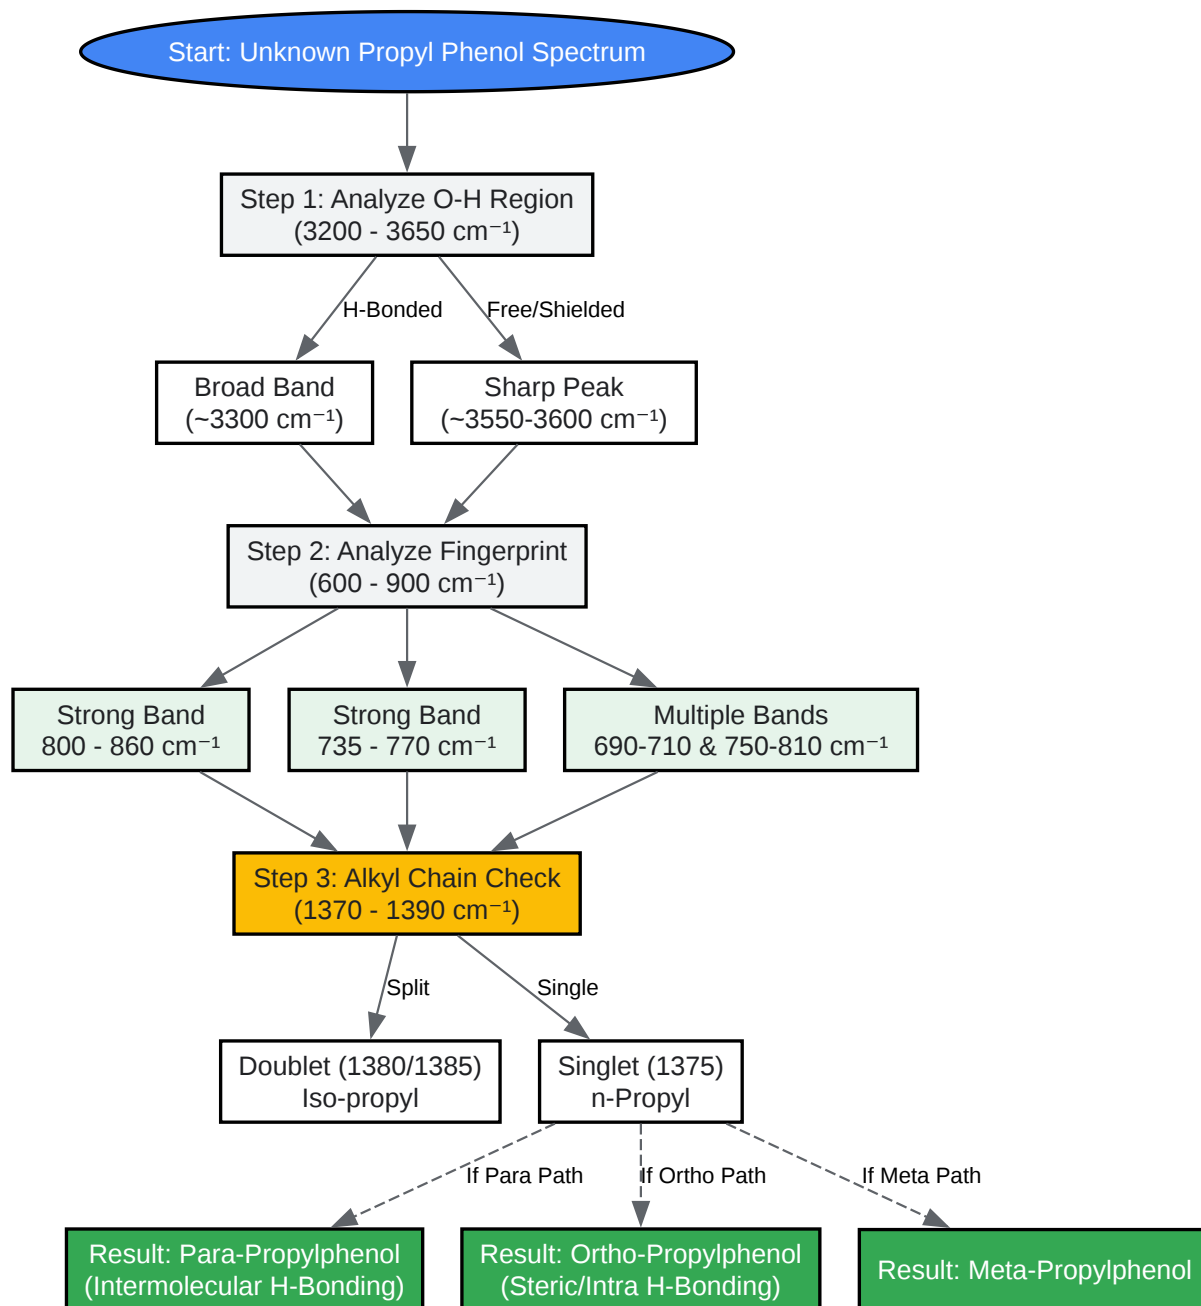 Start: Unknown Propyl Phenol Spectrum
Step 1: Analyze O-H Region
(3200 - 3650 cm⁻¹)
H-Bonded
Free/Shielded
Broad Band
(~3300 cm⁻¹)
Sharp Peak
(~3550-3600 cm⁻¹)
Step 2: Analyze Fingerprint
(600 - 900 cm⁻¹)
Strong Band
800 - 860 cm⁻¹
Strong Band
735 - 770 cm⁻¹
Multiple Bands
690-710 & 750-810 cm⁻¹
Step 3: Alkyl Chain Check
(1370 - 1390 cm⁻¹)
Split
Single
Doublet (1380/1385)
Iso-propyl
Singlet (1375)
n-Propyl
If Para Path
If Ortho Path
If Meta Path
Result: Para-Propylphenol
(Intermolecular H-Bonding)
Result: Ortho-Propylphenol
(Steric/Intra H-Bonding)
Result: Meta-Propylphenol